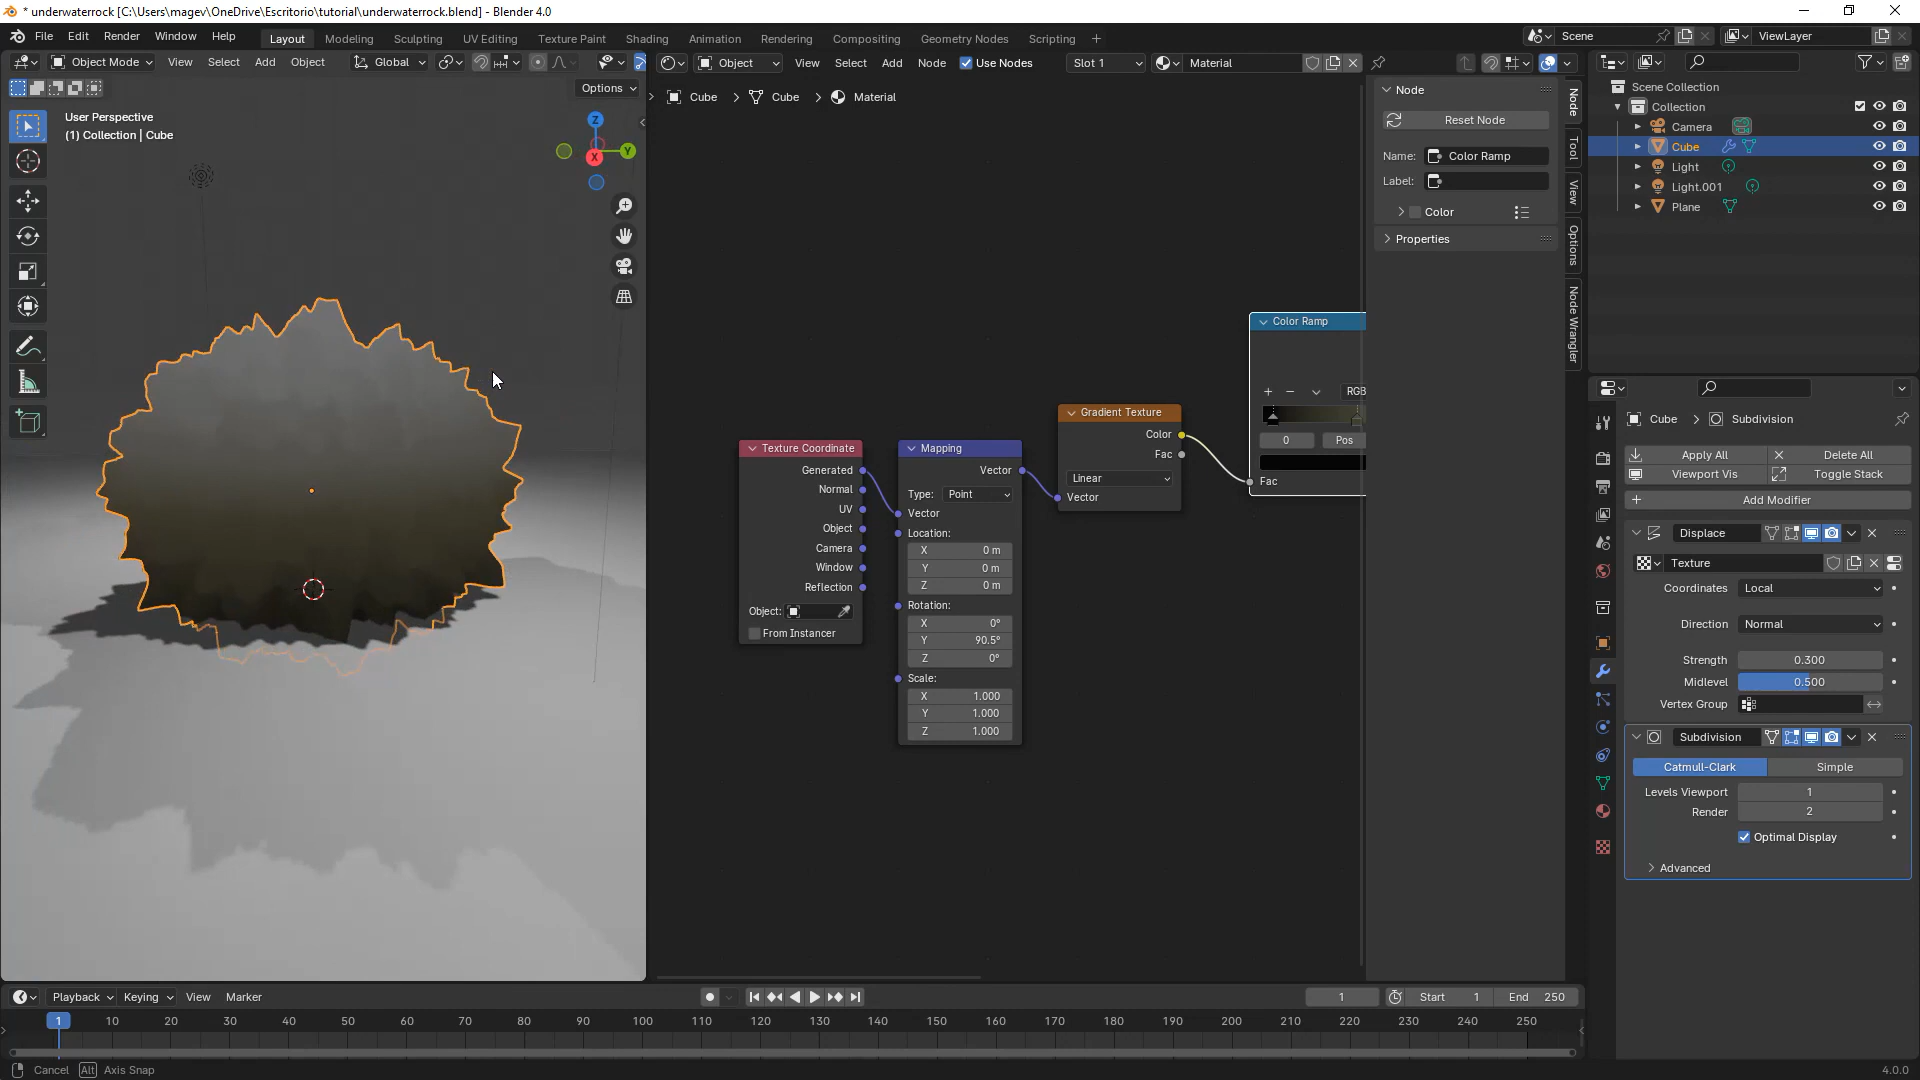 * underwaterrock [C:\Users\magev\OneDrive\Escritorio\tutorial\underwaterrock.blend] - Blender 4.0
File Edit Render Window Help
Layout Modeling Sculpting UV Editing Texture Paint Shading Animation Rendering Compositing Geometry Nodes Scripting +
Scene
ViewLayer
Object Mode View Select Add Object Global
Object View Select Add Node Use Nodes Slot 1 Material
Options
User Perspective
(1) Collection | Cube
Z
Y
X
Cube > Cube > Material
Texture Coordinate
Generated
Normal
UV
Object
Camera
Window
Reflection
Object:
From Instancer
Mapping
Vector
Type: Point
Vector
Location:
X 0 m
Y 0 m
Z 0 m
Rotation:
X 0°
Y 90.5°
Z 0°
Scale:
X 1.000
Y 1.000
Z 1.000
Gradient Texture
Color
Fac
Linear
Vector
Color Ramp
RGB
0 Pos
Fac
Node
Reset Node
Name: Color Ramp
Label:
Color
Properties
Node
Tool
View
Options
Node Wrangler
Scene Collection
Collection
Camera
Cube
Light
Light.001
Plane
Cube > Subdivision
Apply All Delete All
Viewport Vis Toggle Stack
Add Modifier
Displace
Texture
Coordinates Local
Direction Normal
Strength 0.300
Midlevel 0.500
Vertex Group
Subdivision
Catmull-Clark Simple
Levels Viewport 1
Render 2
Optimal Display
Advanced
Playback Keying View Marker
1 Start 1 End 250
1 10 20 30 40 50 60 70 80 90 100 110 120 130 140 150 160 170 180 190 200 210 220 230 240 250
Cancel Alt Axis Snap
4.0.0